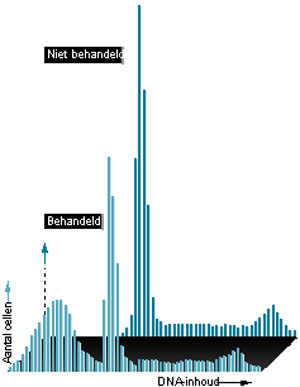 Niet behandeld
Behandeld
Aantal cellen
DNA-inhoud